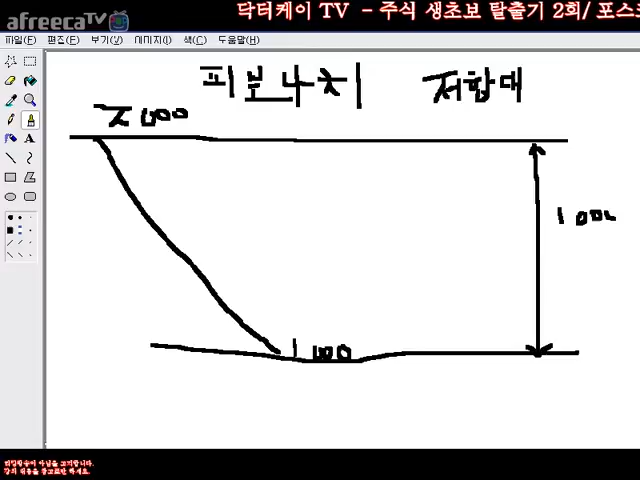 닥터케이 TV - 주식 생초보 탈출기 2회/ 포스코
afreecaTV
파일(F) 편집(E) 보기(V) 이미지(I) 색(C) 도움말(H)
피보나치 저항대
2000
1000
1000